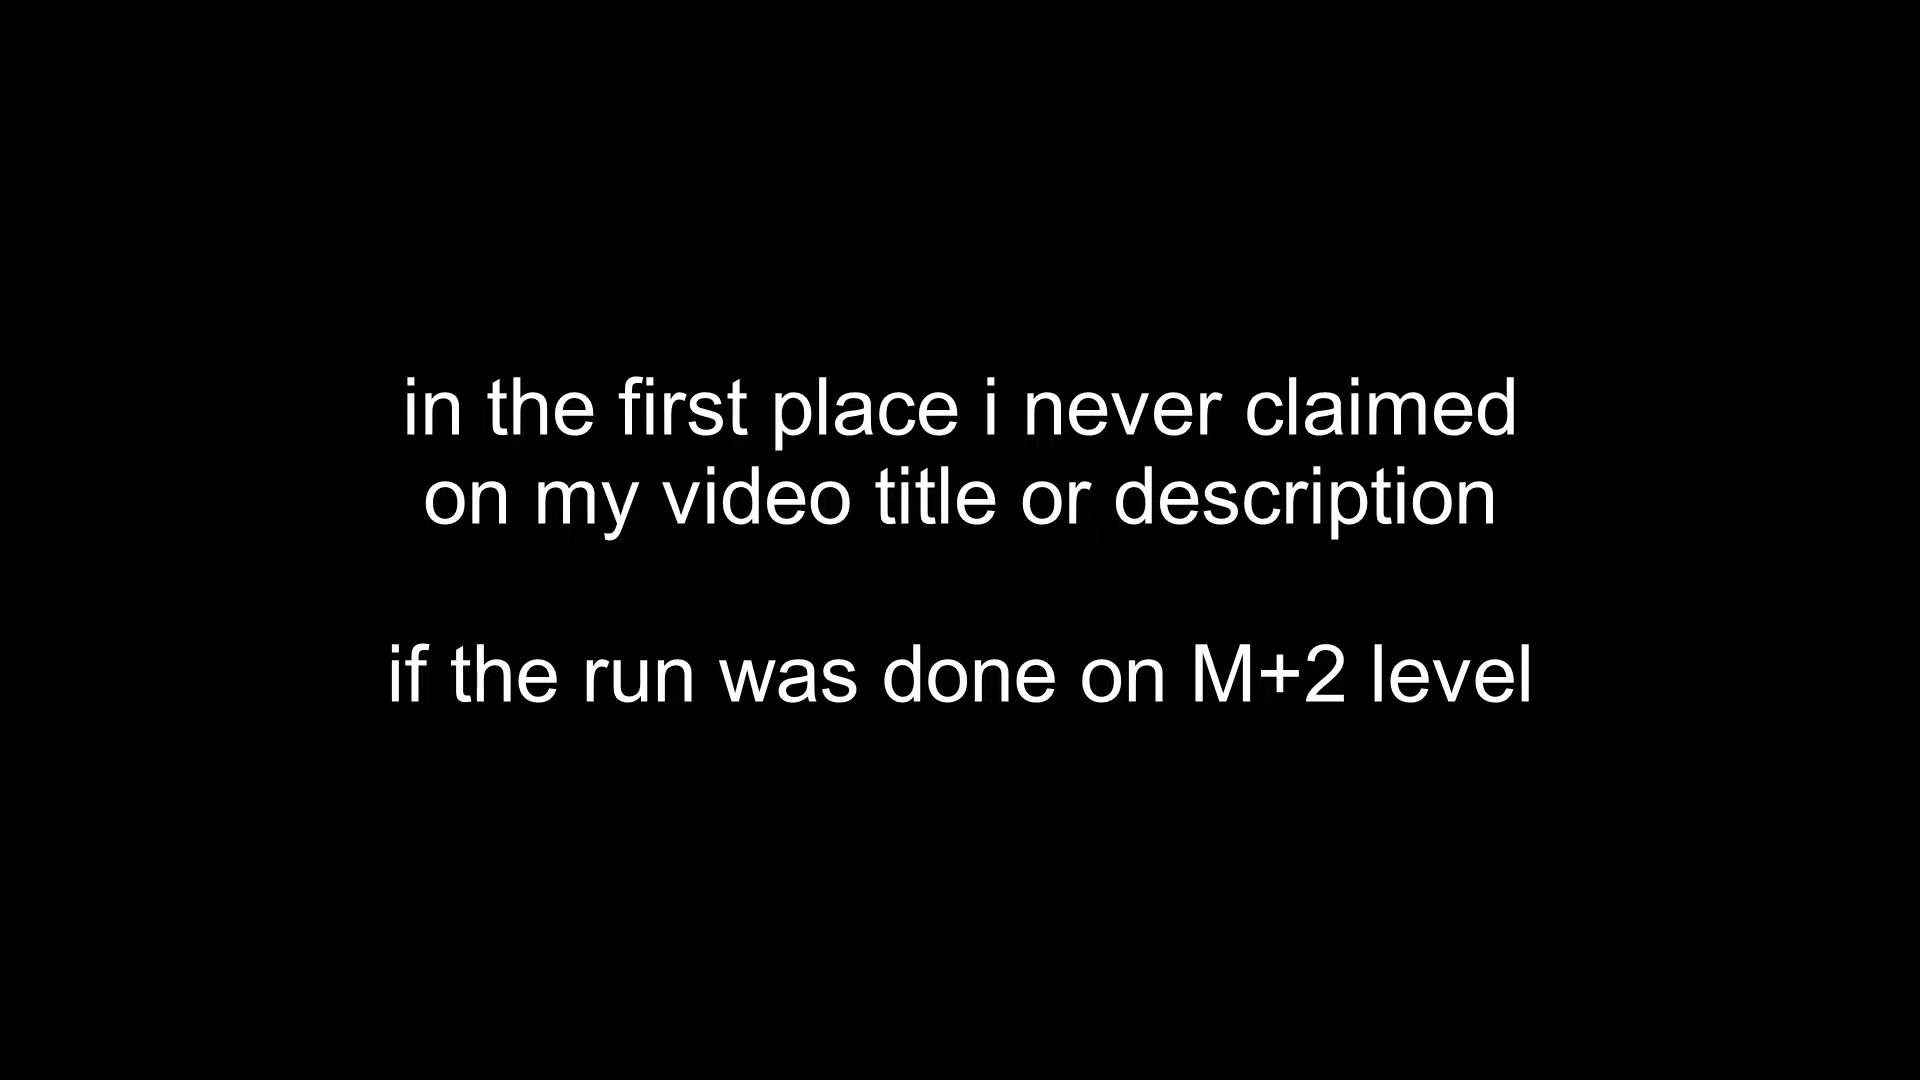 in the first place i never claimed
on my video title or description
if the run was done on M+2 level